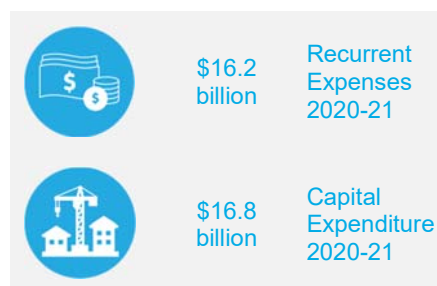 $
$
$16.2
billion
Recurrent
Expenses
2020-21
$16.8
billion
Capital
Expenditure
2020-21